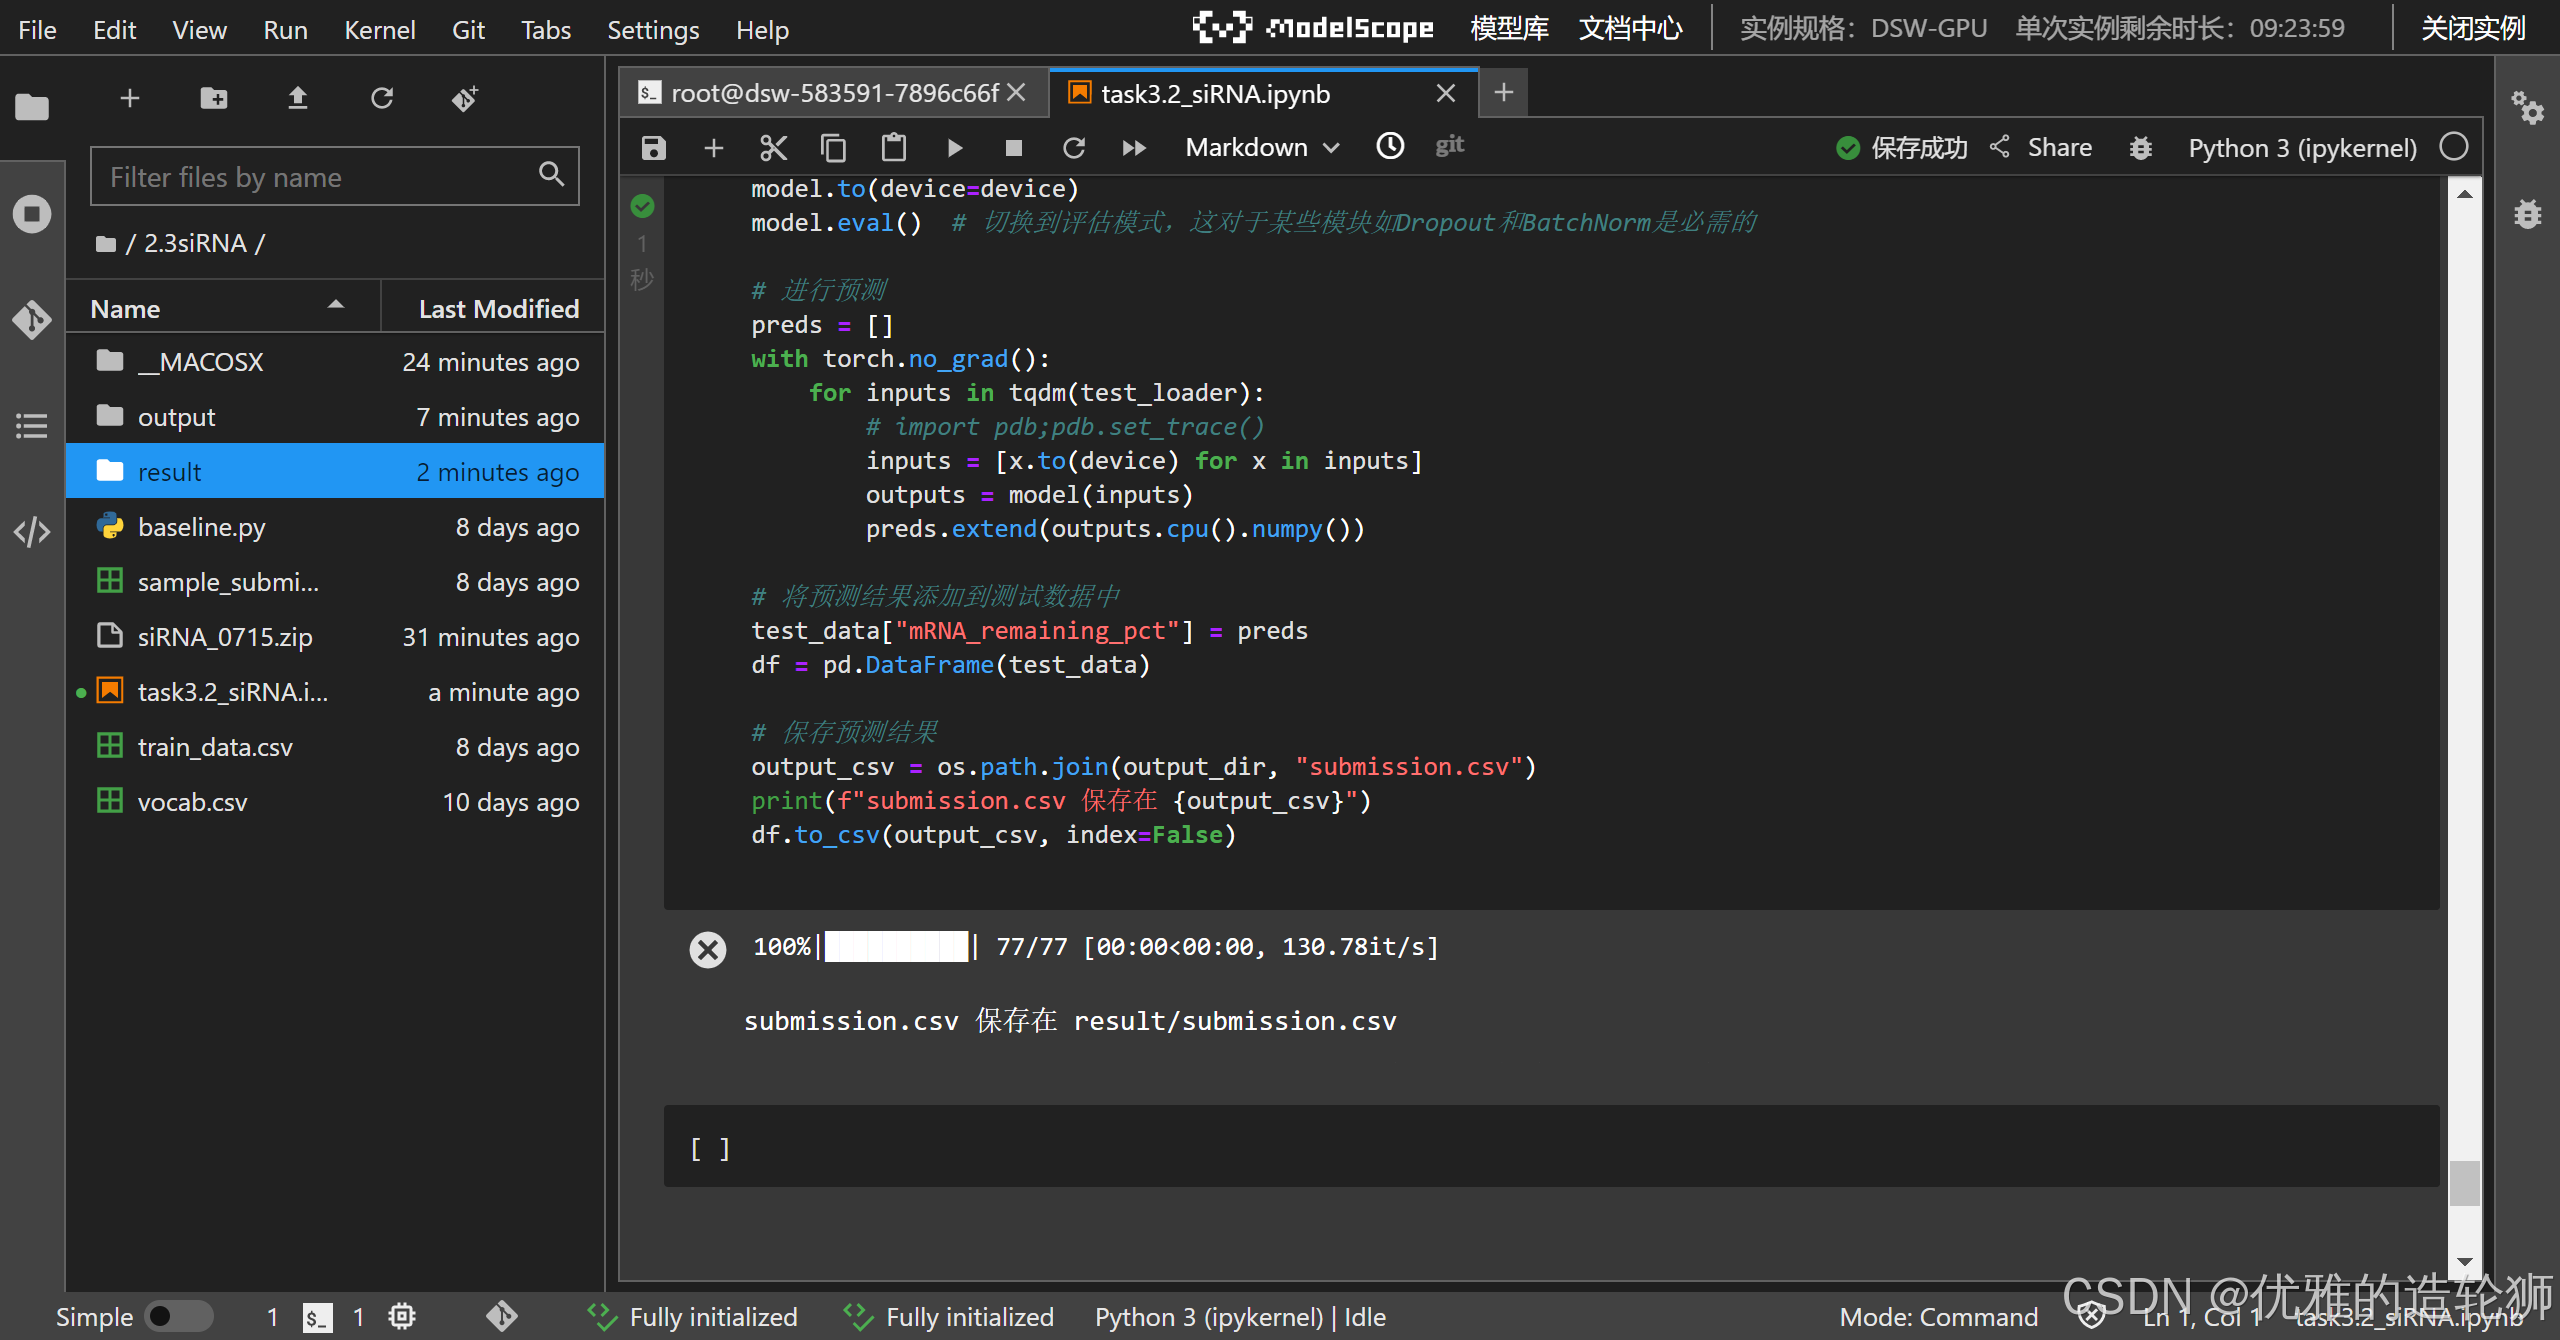 File Edit View Run Kernel Git Tabs Settings Help
ModelScope 模型库 文档中心 实例规格：DSW-GPU 单次实例剩余时长：09:23:59 关闭实例
root@dsw-583591-7896c66f
task3.2_siRNA.ipynb
Filter files by name
/ 2.3siRNA /
Name Last Modified
__MACOSX 24 minutes ago
output 7 minutes ago
result 2 minutes ago
baseline.py 8 days ago
sample_submi... 8 days ago
siRNA_0715.zip 31 minutes ago
task3.2_siRNA.i... a minute ago
train_data.csv 8 days ago
vocab.csv 10 days ago
Markdown git 保存成功 Share Python 3 (ipykernel)
1
秒
model.to(device=device)
model.eval()  # 切换到评估模式，这对于某些模块如Dropout和BatchNorm是必需的
# 进行预测
preds = []
with torch.no_grad():
    for inputs in tqdm(test_loader):
        # import pdb;pdb.set_trace()
        inputs = [x.to(device) for x in inputs]
        outputs = model(inputs)
        preds.extend(outputs.cpu().numpy())
# 将预测结果添加到测试数据中
test_data["mRNA_remaining_pct"] = preds
df = pd.DataFrame(test_data)
# 保存预测结果
output_csv = os.path.join(output_dir, "submission.csv")
print(f"submission.csv 保存在 {output_csv}")
df.to_csv(output_csv, index=False)
100%|██████████| 77/77 [00:00<00:00, 130.78it/s]
submission.csv 保存在 result/submission.csv
[ ]
Simple 1 $_ 1 Fully initialized Fully initialized Python 3 (ipykernel) | Idle Mode: Command Ln 1, Col 1 task3.2_siRNA.ipynb
CSDN @优雅的造轮狮